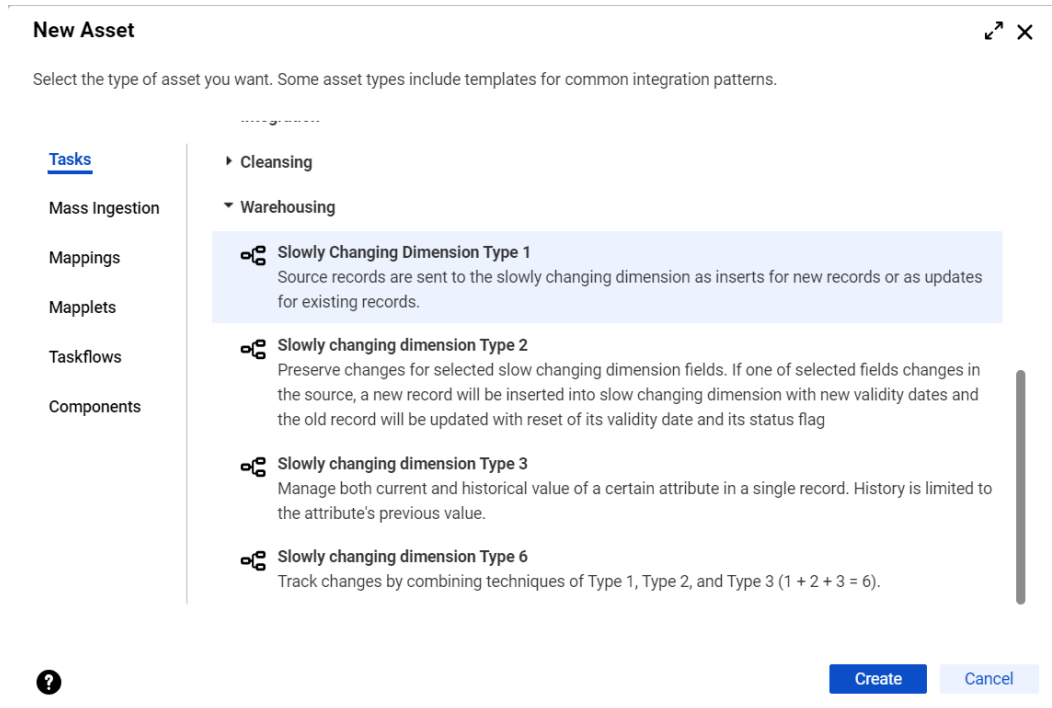 New Asset
Select the type of asset you want. Some asset types include templates for common integration patterns.
Tasks
Mass Ingestion
Mappings
Mapplets
Taskflows
Components
Cleansing
Warehousing
Slowly Changing Dimension Type 1
Source records are sent to the slowly changing dimension as inserts for new records or as updates
for existing records.
Slowly changing dimension Type 2
Preserve changes for selected slow changing dimension fields. If one of selected fields changes in
the source, a new record will be inserted into slow changing dimension with new validity dates and
the old record will be updated with reset of its validity date and its status flag
Slowly changing dimension Type 3
Manage both current and historical value of a certain attribute in a single record. History is limited to
the attribute's previous value.
Slowly changing dimension Type 6
Track changes by combining techniques of Type 1, Type 2, and Type 3 (1 + 2 + 3 = 6).
?
Create
Cancel